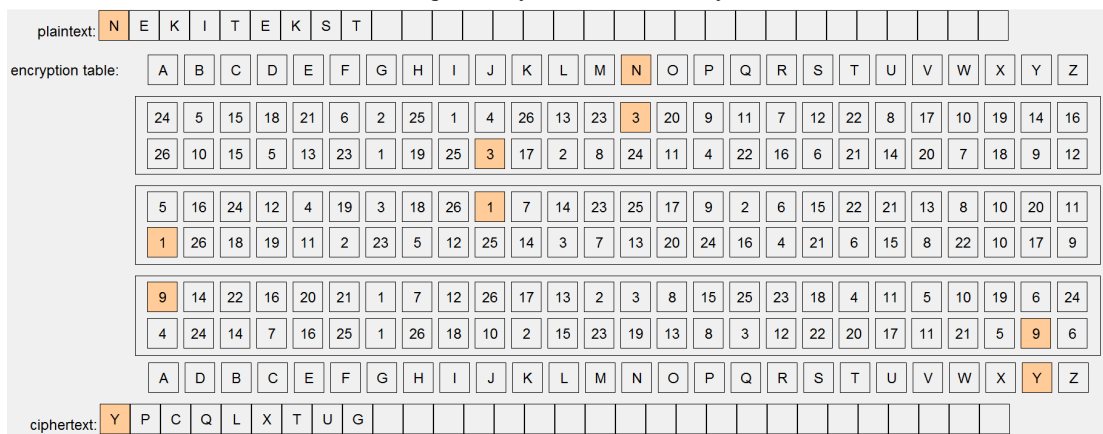 plaintext: N E K I T E K S T
encryption table: A B C D E F G H I J K L M N O P Q R S T U V W X Y Z
24 5 15 18 21 6 2 25 1 4 26 13 23 3 20 9 11 7 12 22 8 17 10 19 14 16
26 10 15 5 13 23 1 19 25 3 17 2 8 24 11 4 22 16 6 21 14 20 7 18 9 12
5 16 24 12 4 19 3 18 26 1 7 14 23 25 17 9 2 6 15 22 21 13 8 10 20 11
1 26 18 19 11 2 23 5 12 25 14 3 7 13 20 24 16 4 21 6 15 8 22 10 17 9
9 14 22 16 20 21 1 7 12 26 17 13 2 3 8 15 25 23 18 4 11 5 10 19 6 24
4 24 14 7 16 25 1 26 18 10 2 15 23 19 13 8 3 12 22 20 17 11 21 5 9 6
A D B C E F G H I J K L M N O P Q R S T U V W X Y Z
ciphertext: Y P C Q L X T U G